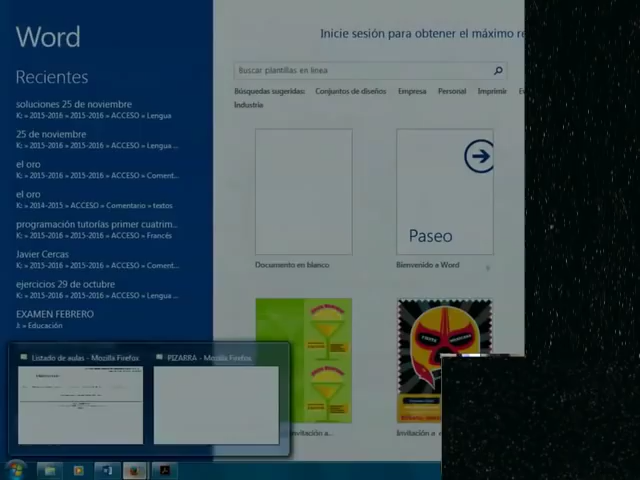 Word
Inicie sesión para obtener el máximo
Recientes
Buscar plantillas en línea
Búsquedas sugeridas: Conjuntos de diseños Empresa Personal Imprimir
Industria
soluciones 25 de noviembre
K: » 2015-2016 » 2015-2016 » ACCESO » Lengua
25 de noviembre
K: » 2015-2016 » 2015-2016 » ACCESO » Lengua ...
el oro
K: » 2015-2016 » 2015-2016 » ACCESO » Coment...
el oro
K: » 2014-2015 » ACCESO » Comentario » textos
programación tutorías primer cuatrim...
K: » 2015-2016 » 2015-2016 » ACCESO » Francés
Javier Cercas
K: » 2015-2016 » 2015-2016 » ACCESO » Coment...
ejercicios 29 de octubre
K: » 2015-2016 » 2015-2016 » ACCESO » Lengua ...
EXAMEN FEBRERO
J: » Educación
Paseo
Documento en blanco
Bienvenido a Word
Listado de aulas - Mozilla Firefox
PIZARRA - Mozilla Firefox
invitación a...
Invitación a